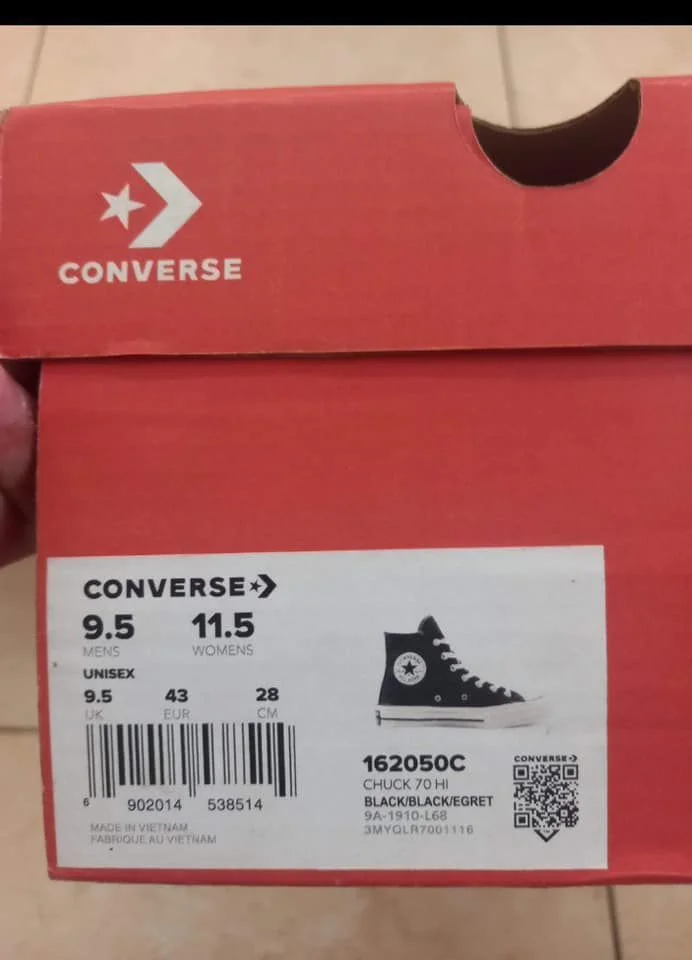 CONVERSE
CONVERSE
9.5 11.5
MENS WOMENS
UNISEX
9.5 43 28
UK EUR CM
6 902014 538514
MADE IN VIETNAM
FABRIQUE AU VIETNAM
162050C
CHUCK 70 HI
BLACK/BLACK/EGRET
9A-1910-L68
3MYQLR7001116
CONVERSE